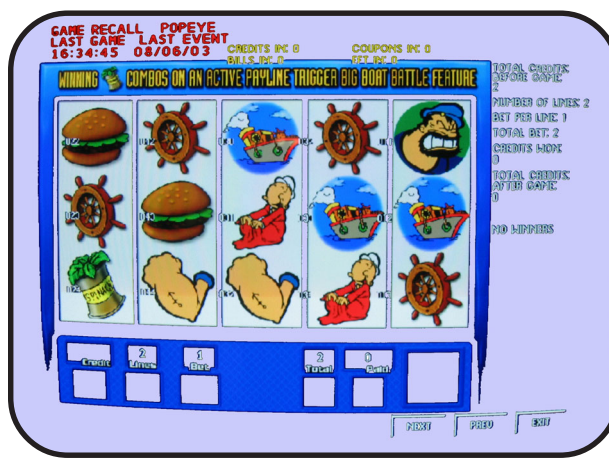 GAME RECALL POPEYE
LAST GAME LAST EVENT
16:34:45 08/06/03
CREDITS IN: 0
COUPONS IN: 0
BILLS IN: 0
SET IN: 0
WINNING COMBOS ON AN ACTIVE PAYLINE TRIGGER BIG BOAT BATTLE FEATURE
TOTAL CREDITS
BEFORE GAME:
2
NUMBER OF LINES: 2
BET PER LINE: 1
TOTAL BET: 2
CREDITS WON:
0
TOTAL CREDITS
AFTER GAME:
0
NO WINNERS
SPINACH
2
1
2
0
Credit
Lines
Bet
Total
Paid
NEXT
PREV
EXIT